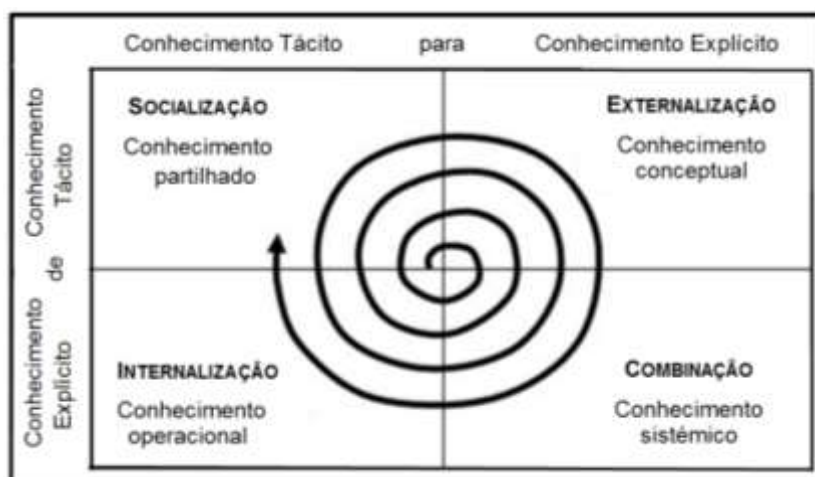 Conhecimento Tácito para Conhecimento Explícito
Conhecimento
Tácito
de
Conhecimento
Explícito
SOCIALIZAÇÃO
Conhecimento
partilhado
EXTERNALIZAÇÃO
Conhecimento
conceptual
INTERNALIZAÇÃO
Conhecimento
operacional
COMBINAÇÃO
Conhecimento
sistémico